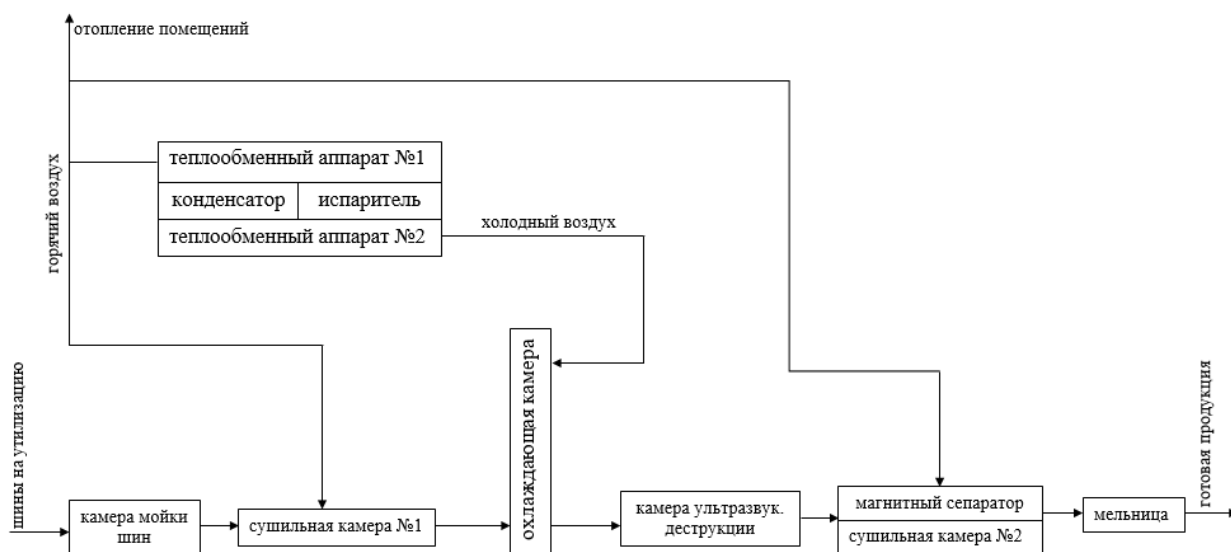 отопление помещений
горячий воздух
теплообменный аппарат №1
конденсатор
испаритель
теплообменный аппарат №2
холодный воздух
шины на утилизацию
камера мойки
шин
сушильная камера №1
охлаждающая камера
камера ультразвук.
деструкции
магнитный сепаратор
сушильная камера №2
мельница
готовая продукция